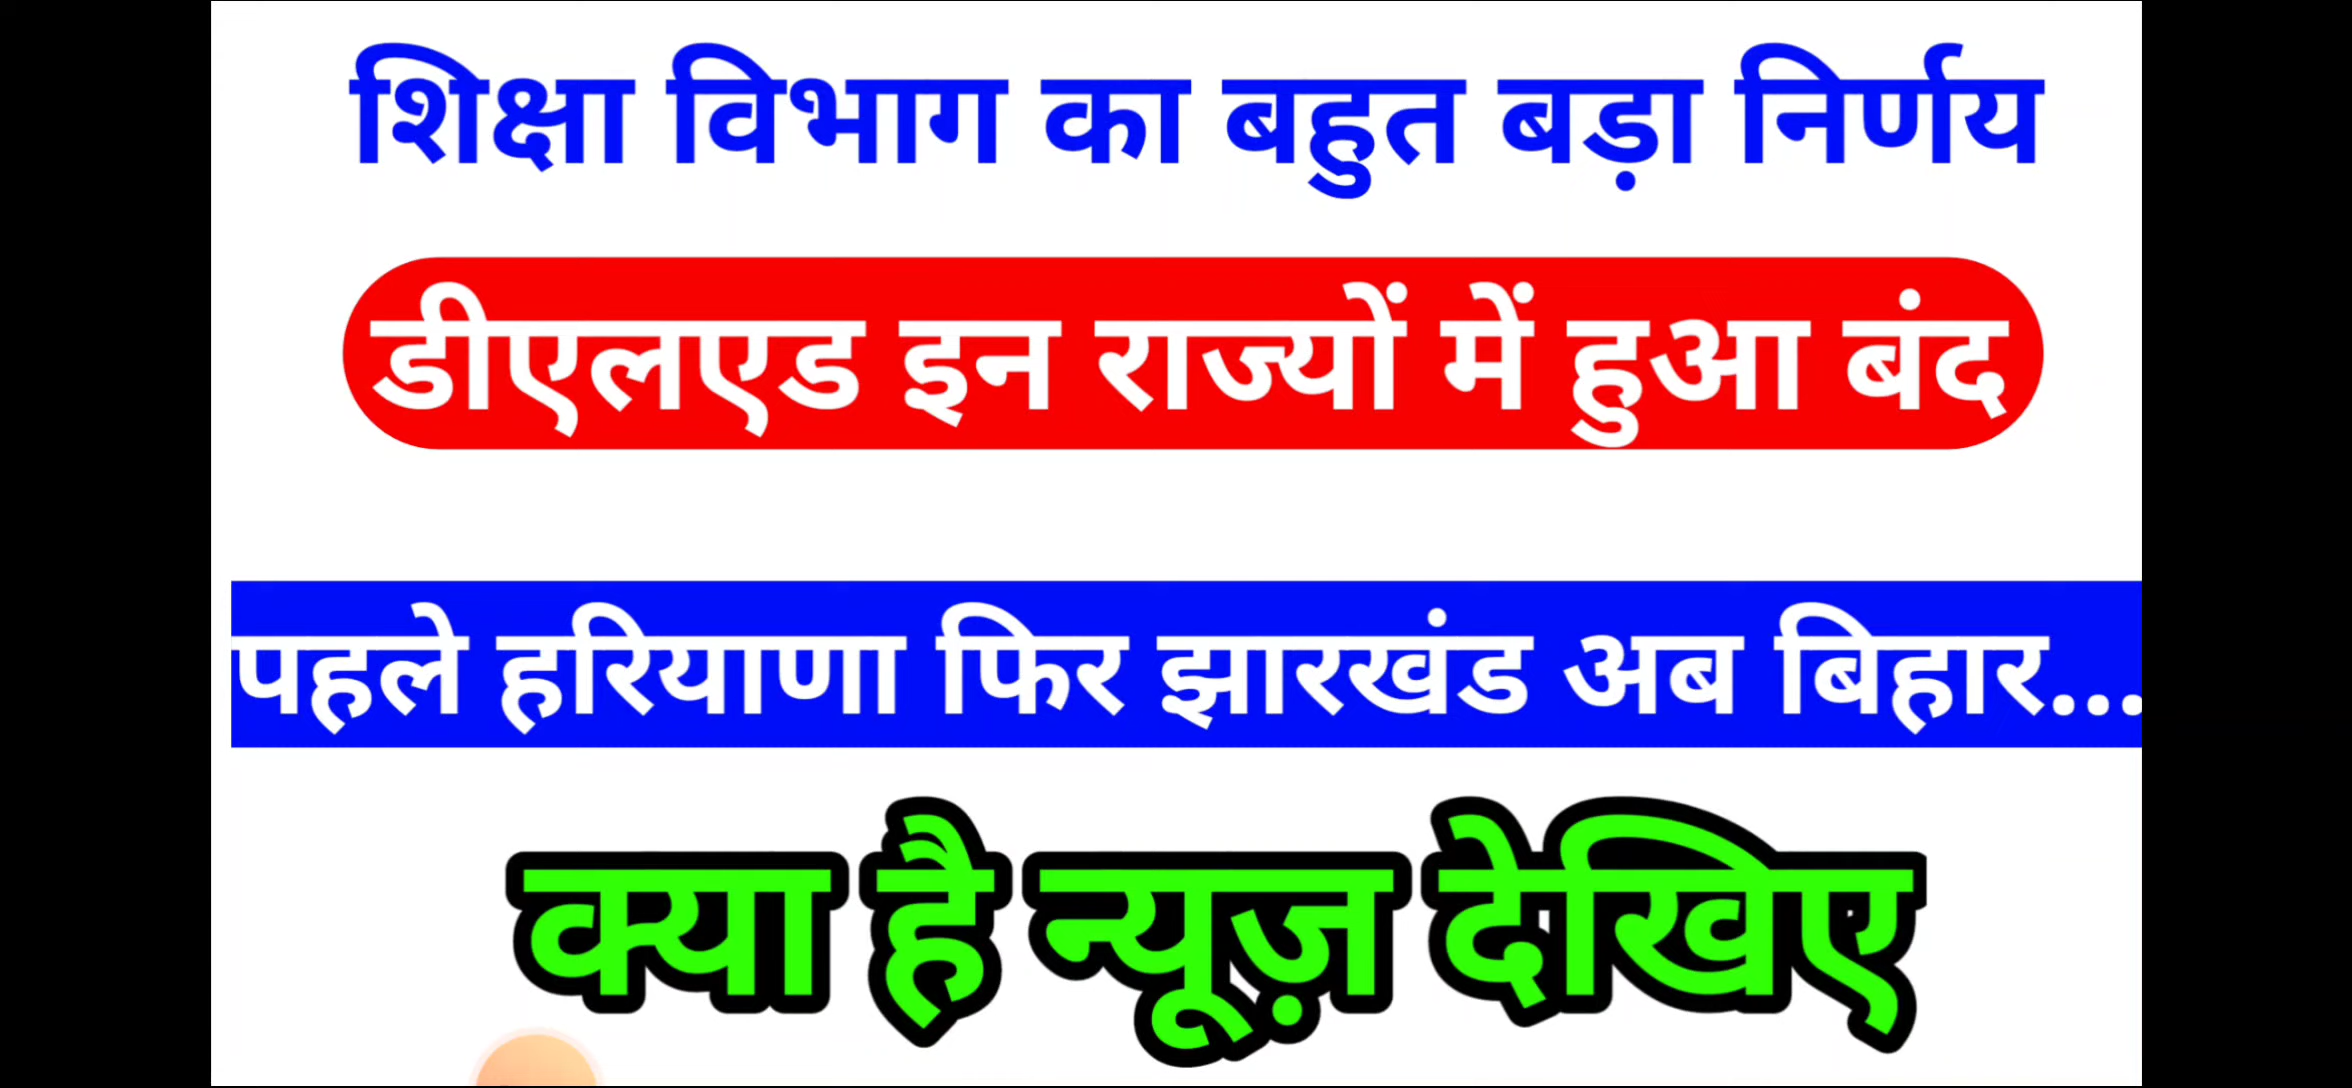 शिक्षा विभाग का बहुत बड़ा निर्णय
डीएलएड इन राज्यों में हुआ बंद
पहले हरियाणा फिर झारखंड अब बिहार...
क्या है न्यूज़ देखिए